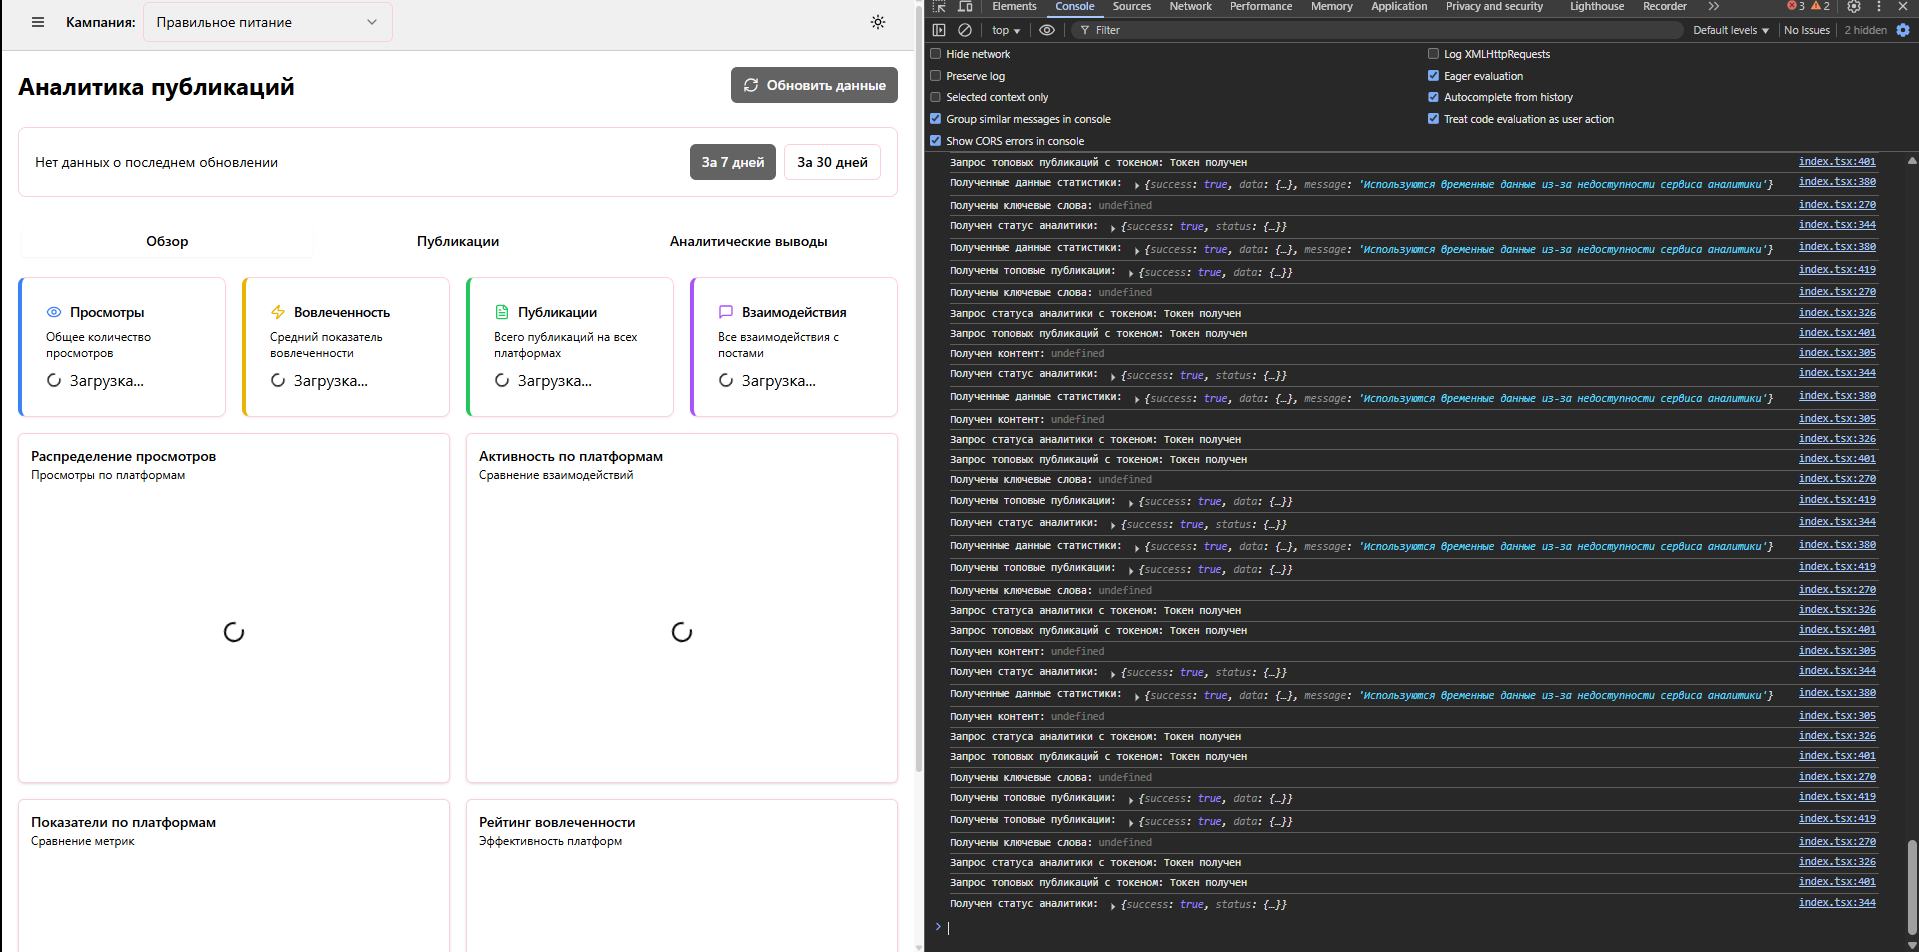 Кампания: Правильное питание
Аналитика публикаций
Обновить данные
Нет данных о последнем обновлении
За 7 дней За 30 дней
Обзор Публикации Аналитические выводы
Просмотры
Общее количество
просмотров
Загрузка...
Вовлеченность
Средний показатель
вовлеченности
Загрузка...
Публикации
Всего публикаций на всех
платформах
Загрузка...
Взаимодействия
Все взаимодействия с
постами
Загрузка...
Распределение просмотров
Просмотры по платформам
Активность по платформам
Сравнение взаимодействий
Показатели по платформам
Сравнение метрик
Рейтинг вовлеченности
Эффективность платформ
Elements Console Sources Network Performance Memory Application Privacy and security Lighthouse Recorder 3 2
top Filter Default levels No Issues 2 hidden
Hide network Log XMLHttpRequests
Preserve log Eager evaluation
Selected context only Autocomplete from history
Group similar messages in console Treat code evaluation as user action
Show CORS errors in console
Запрос топовых публикаций с токеном: Токен получен index.tsx:401
Полученные данные статистики: {success: true, data: {…}, message: 'Используются временные данные из-за недоступности сервиса аналитики'} index.tsx:380
Получены ключевые слова: undefined index.tsx:270
Получен статус аналитики: {success: true, status: {…}} index.tsx:344
Полученные данные статистики: {success: true, data: {…}, message: 'Используются временные данные из-за недоступности сервиса аналитики'} index.tsx:380
Получены топовые публикации: {success: true, data: {…}} index.tsx:419
Получены ключевые слова: undefined index.tsx:270
Запрос статуса аналитики с токеном: Токен получен index.tsx:326
Запрос топовых публикаций с токеном: Токен получен index.tsx:401
Получен контент: undefined index.tsx:305
Получен статус аналитики: {success: true, status: {…}} index.tsx:344
Полученные данные статистики: {success: true, data: {…}, message: 'Используются временные данные из-за недоступности сервиса аналитики'} index.tsx:380
Получен контент: undefined index.tsx:305
Запрос статуса аналитики с токеном: Токен получен index.tsx:326
Запрос топовых публикаций с токеном: Токен получен index.tsx:401
Получены ключевые слова: undefined index.tsx:270
Получены топовые публикации: {success: true, data: {…}} index.tsx:419
Получен статус аналитики: {success: true, status: {…}} index.tsx:344
Полученные данные статистики: {success: true, data: {…}, message: 'Используются временные данные из-за недоступности сервиса аналитики'} index.tsx:380
Получены топовые публикации: {success: true, data: {…}} index.tsx:419
Получены ключевые слова: undefined index.tsx:270
Запрос статуса аналитики с токеном: Токен получен index.tsx:326
Запрос топовых публикаций с токеном: Токен получен index.tsx:401
Получен контент: undefined index.tsx:305
Получен статус аналитики: {success: true, status: {…}} index.tsx:344
Полученные данные статистики: {success: true, data: {…}, message: 'Используются временные данные из-за недоступности сервиса аналитики'} index.tsx:380
Получен контент: undefined index.tsx:305
Запрос статуса аналитики с токеном: Токен получен index.tsx:326
Запрос топовых публикаций с токеном: Токен получен index.tsx:401
Получены ключевые слова: undefined index.tsx:270
Получены топовые публикации: {success: true, data: {…}} index.tsx:419
Получены топовые публикации: {success: true, data: {…}} index.tsx:419
Получены ключевые слова: undefined index.tsx:270
Запрос статуса аналитики с токеном: Токен получен index.tsx:326
Запрос топовых публикаций с токеном: Токен получен index.tsx:401
Получен статус аналитики: {success: true, status: {…}} index.tsx:344